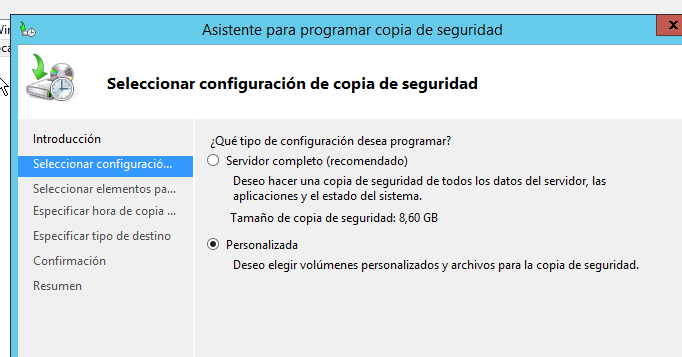 Asistente para programar copia de seguridad
x
Seleccionar configuración de copia de seguridad
Introducción
Seleccionar configuració...
Seleccionar elementos pa...
Especificar hora de copia ...
Especificar tipo de destino
Confirmación
Resumen
¿Qué tipo de configuración desea programar?
Servidor completo (recomendado)
Deseo hacer una copia de seguridad de todos los datos del servidor, las
aplicaciones y el estado del sistema.
Tamaño de copia de seguridad: 8,60 GB
Personalizada
Deseo elegir volúmenes personalizados y archivos para la copia de seguridad.